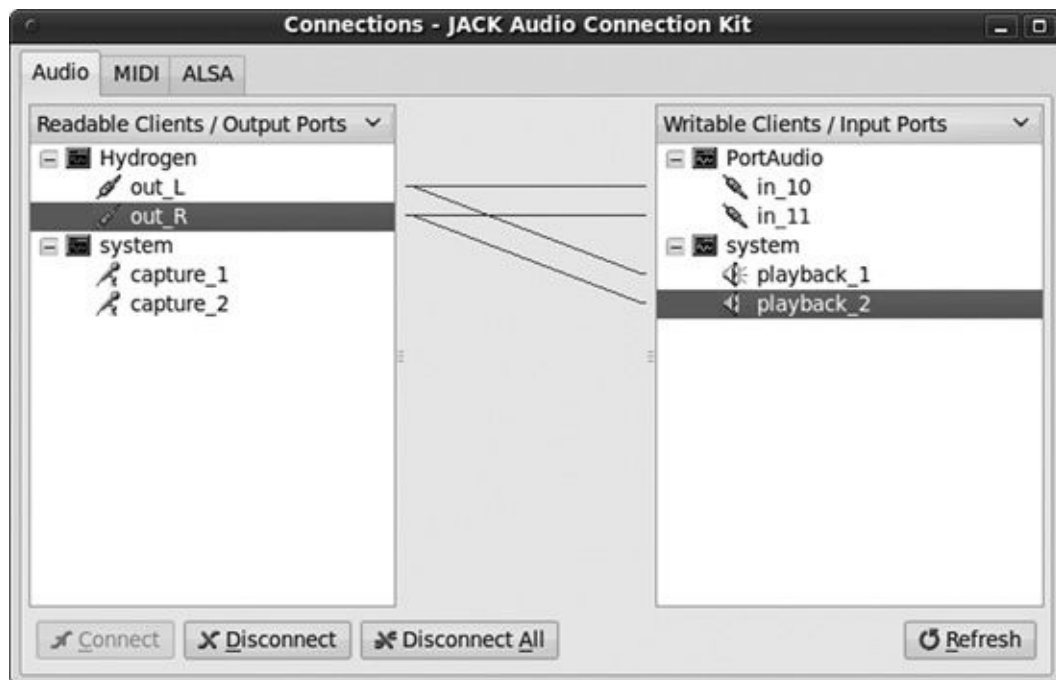 Connections - JACK Audio Connection Kit
Audio MIDI ALSA
Readable Clients / Output Ports
Hydrogen
out_L
out_R
system
capture_1
capture_2
Writable Clients / Input Ports
PortAudio
in_10
in_11
system
playback_1
playback_2
Connect Disconnect Disconnect All Refresh